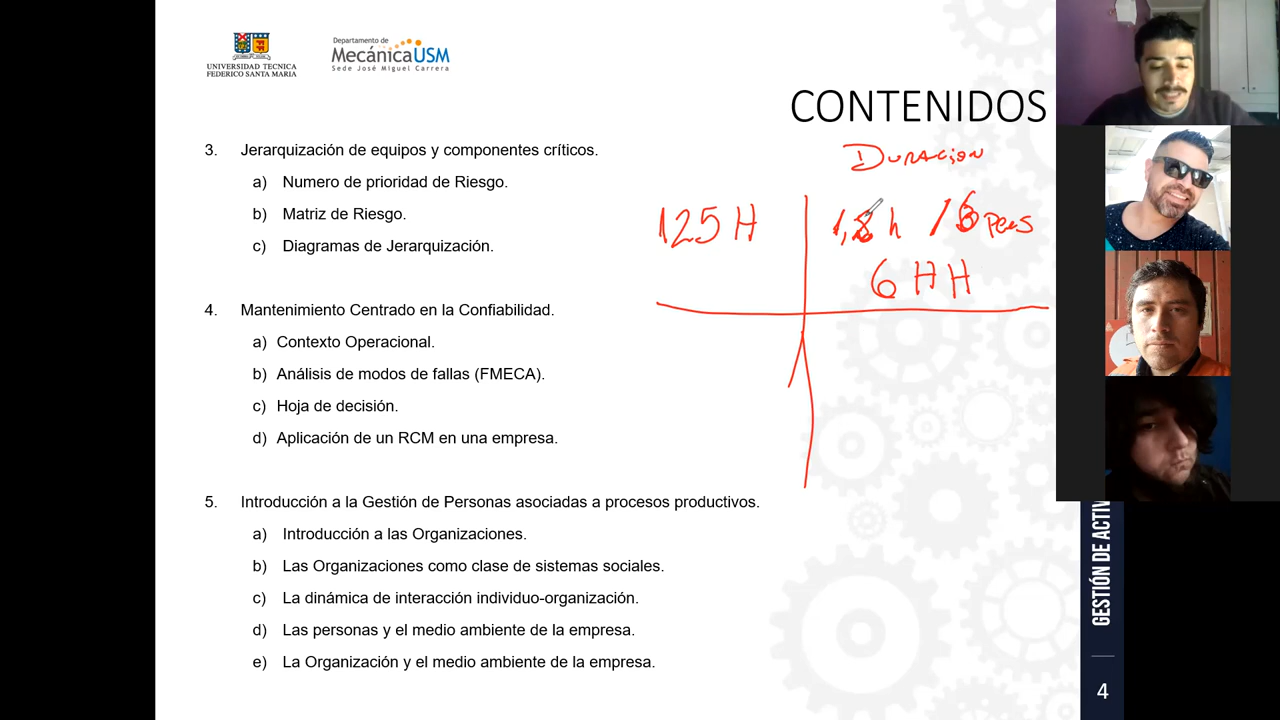 UNIVERSIDAD TECNICA
FEDERICO SANTA MARIA
Departamento de
MecánicaUSM
Sede José Miguel Carrera
CONTENIDOS
3. Jerarquización de equipos y componentes críticos.
a) Numero de prioridad de Riesgo.
b) Matriz de Riesgo.
c) Diagramas de Jerarquización.
DURACION
125 H
6 HH
4. Mantenimiento Centrado en la Confiabilidad.
a) Contexto Operacional.
b) Análisis de modos de fallas (FMECA).
c) Hoja de decisión.
d) Aplicación de un RCM en una empresa.
5. Introducción a la Gestión de Personas asociadas a procesos productivos.
a) Introducción a las Organizaciones.
b) Las Organizaciones como clase de sistemas sociales.
c) La dinámica de interacción individuo-organización.
d) Las personas y el medio ambiente de la empresa.
e) La Organización y el medio ambiente de la empresa.
GESTIÓN DE ACTIV
4